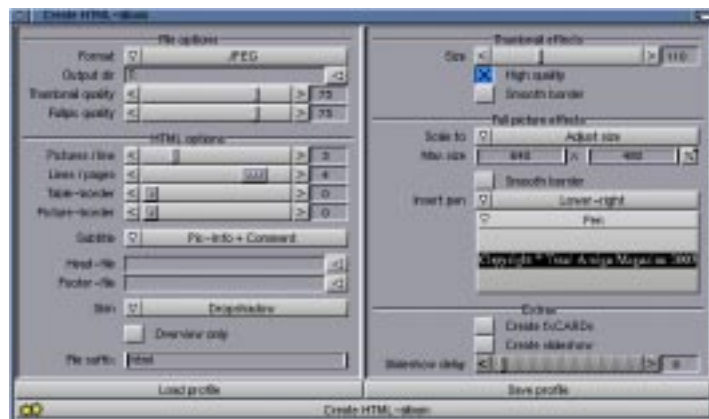 Create HTML-album
File options
Format JPEG
Output dir T:
Thumbnail quality 75
Fullpic quality 75
HTML options
Pictures / line 3
Lines / pages 4
Table-border 0
Picture-border 0
Subtitle Pic-info + Comment
Head-file
Footer-file
Skin Dropshadow
Overview only
File suffix html
Load profile
Thumbnail effects
Size 110
High quality
Smooth border
Full picture effects
Scale to Adjust size
Max. size 640 x 480
Smooth border
Insert pen Lower-right
Pen
Copyright © Total Amiga Magazine
Extras
Create fxCARDs
Create slideshow
Slideshow delay
Save profile
Create HTML-album